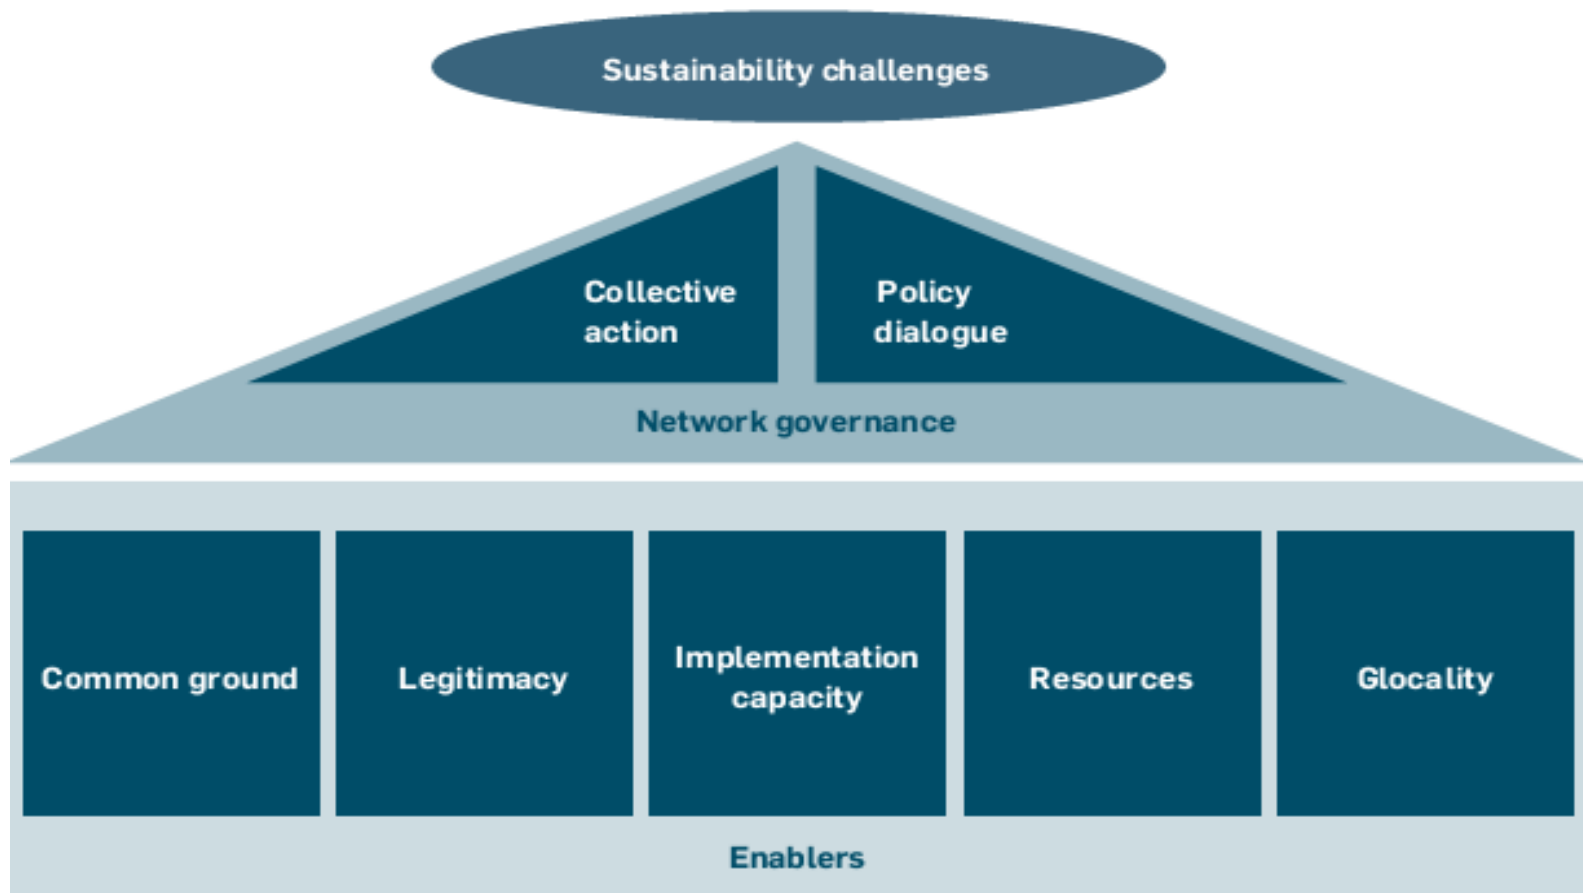 Sustainability challenges
Collective
action
Policy
dialogue
Network governance
Common ground
Legitimacy
Implementation
capacity
Resources
Glocality
Enablers